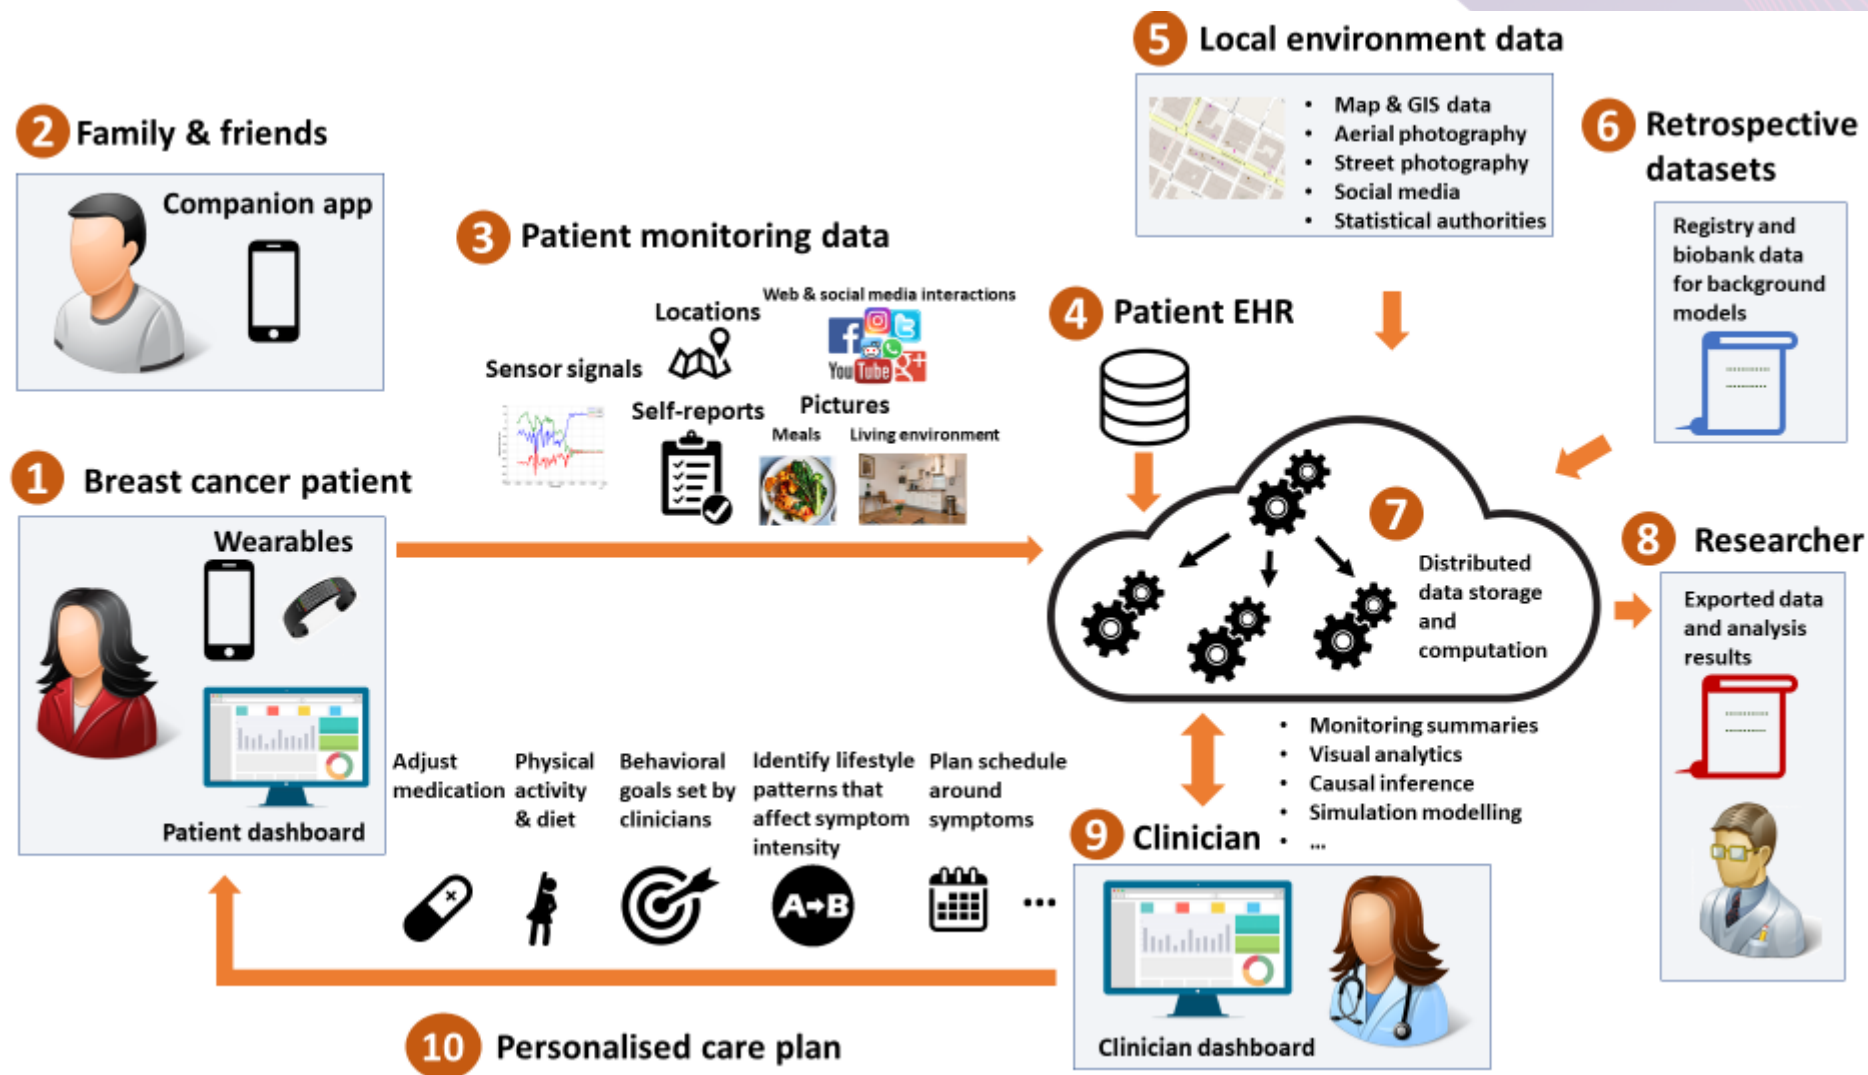 5 Local environment data
• Map & GIS data
• Aerial photography
• Street photography
• Social media
• Statistical authorities
6 Retrospective
datasets
Registry and
biobank data
for background
models
2 Family & friends
Companion app
3 Patient monitoring data
Web & social media interactions
Locations
You Tube
g+
Sensor signals
Self-reports
Pictures
Meals
Living environment
4 Patient EHR
1 Breast cancer patient
Wearables
Patient dashboard
7
Distributed
data storage
and
computation
8 Researcher
Exported data
and analysis
results
• Monitoring summaries
• Visual analytics
• Causal inference
• Simulation modelling
• ...
Adjust
medication
Physical
activity
& diet
Behavioral
goals set by
clinicians
Identify lifestyle
patterns that
affect symptom
intensity
A→B
Plan schedule
around
symptoms
...
9 Clinician
Clinician dashboard
10 Personalised care plan